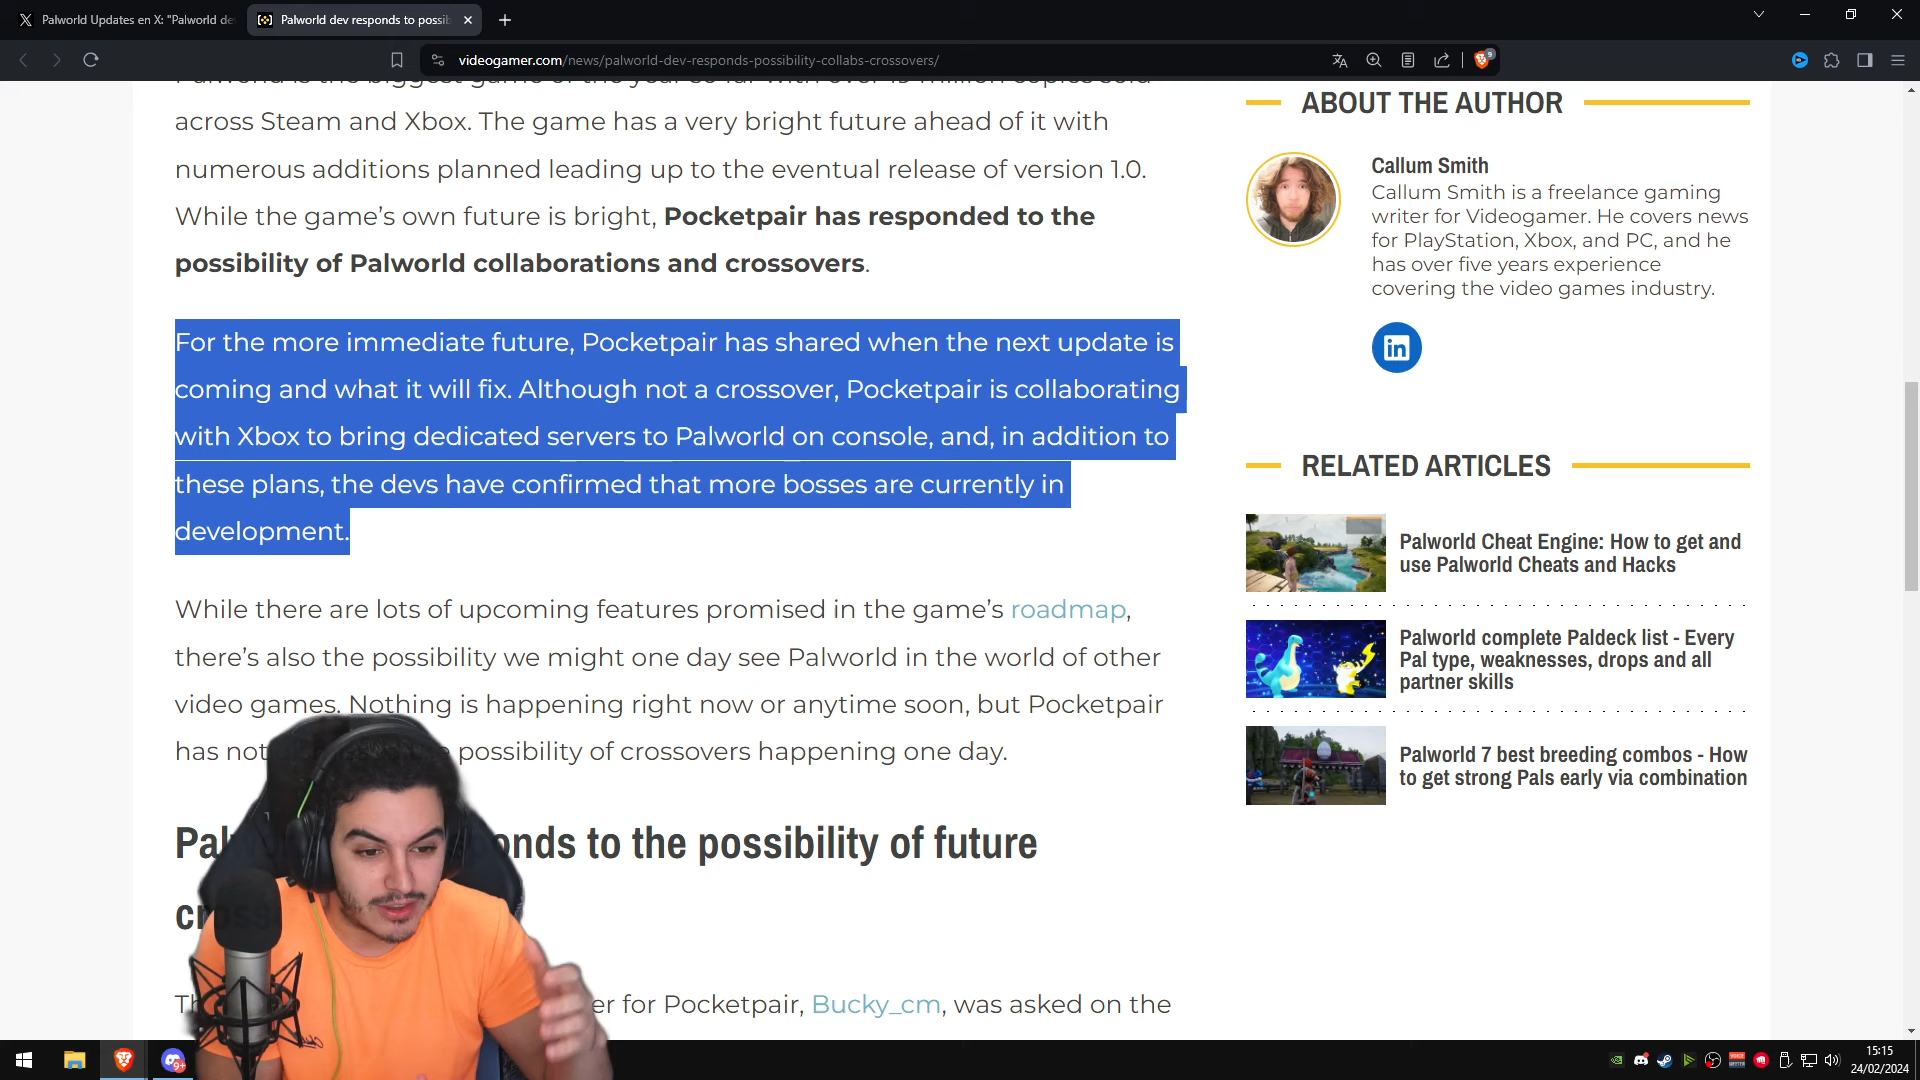 Palworld Updates en X: "Palworld de
Palworld dev responds to possib
videogamer.com/news/palworld-dev-responds-possibility-collabs-crossovers/
9
Palworld is the biggest game of the year so far with over 19 million copies sold
across Steam and Xbox. The game has a very bright future ahead of it with
numerous additions planned leading up to the eventual release of version 1.0.
While the game's own future is bright, Pocketpair has responded to the
possibility of Palworld collaborations and crossovers.
For the more immediate future, Pocketpair has shared when the next update is
coming and what it will fix. Although not a crossover, Pocketpair is collaborating
with Xbox to bring dedicated servers to Palworld on console, and, in addition to
these plans, the devs have confirmed that more bosses are currently in
development.
While there are lots of upcoming features promised in the game's roadmap,
there's also the possibility we might one day see Palworld in the world of other
video games. Nothing is happening right now or anytime soon, but Pocketpair
has not possibility of crossovers happening one day.
Pal onds to the possibility of future
cross
Th er for Pocketpair, Bucky_cm, was asked on the
ABOUT THE AUTHOR
Callum Smith
Callum Smith is a freelance gaming
writer for Videogamer. He covers news
for PlayStation, Xbox, and PC, and he
has over five years experience
covering the video games industry.
in
RELATED ARTICLES
Palworld Cheat Engine: How to get and
use Palworld Cheats and Hacks
Palworld complete Paldeck list - Every
Pal type, weaknesses, drops and all
partner skills
Palworld 7 best breeding combos - How
to get strong Pals early via combination
9+
15:15
24/02/2024